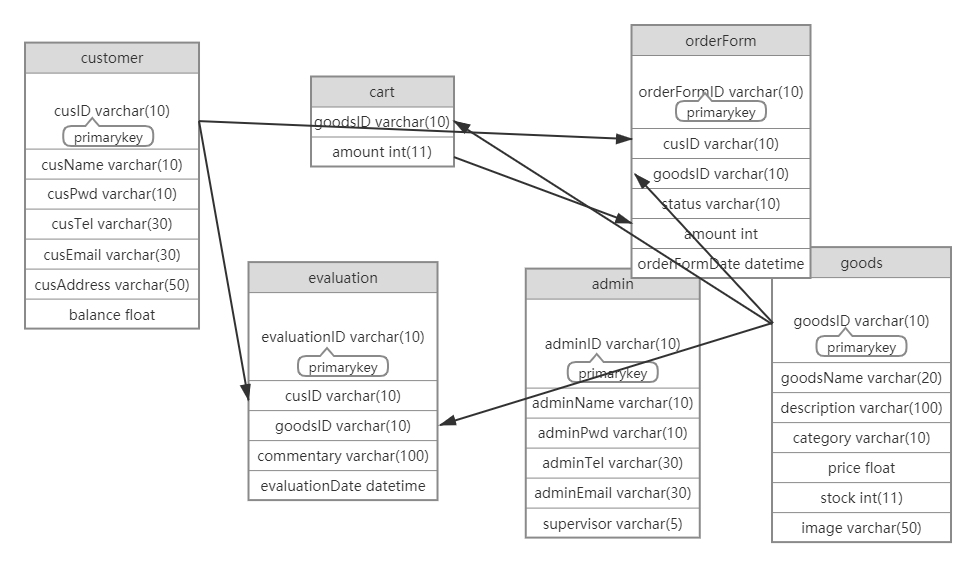 customer
cusID varchar(10)
primarykey
cusName varchar(10)
cusPwd varchar(10)
cusTel varchar(30)
cusEmail varchar(30)
cusAddress varchar(50)
balance float
cart
goodsID varchar(10)
amount int(11)
orderForm
orderFormID varchar(10)
primarykey
cusID varchar(10)
goodsID varchar(10)
status varchar(10)
amount int
orderFormDate datetime
evaluation
evaluationID varchar(10)
primarykey
cusID varchar(10)
goodsID varchar(10)
commentary varchar(100)
evaluationDate datetime
admin
adminID varchar(10)
primarykey
adminName varchar(10)
adminPwd varchar(10)
adminTel varchar(30)
adminEmail varchar(30)
supervisor varchar(5)
goods
goodsID varchar(10)
primarykey
goodsName varchar(20)
description varchar(100)
category varchar(10)
price float
stock int(11)
image varchar(50)